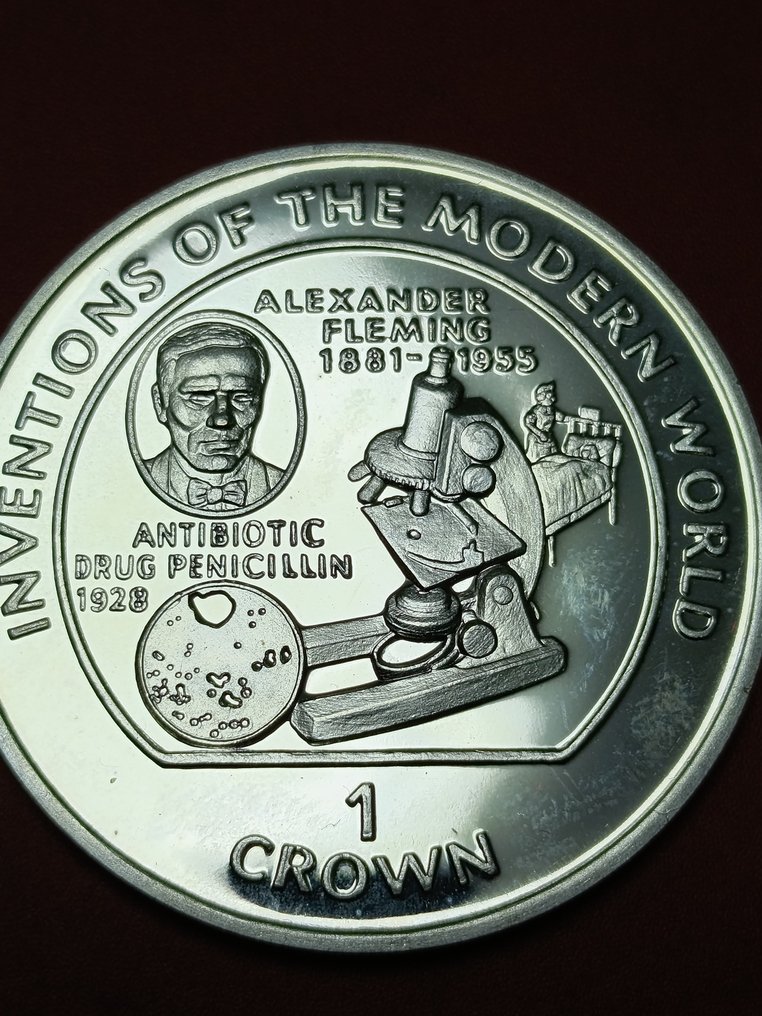 INVENTIONS OF THE MODERN WORLD
ALEXANDER
FLEMING
1881-1955
ANTIBIOTIC
DRUG PENICILLIN
1928
1
CROWN